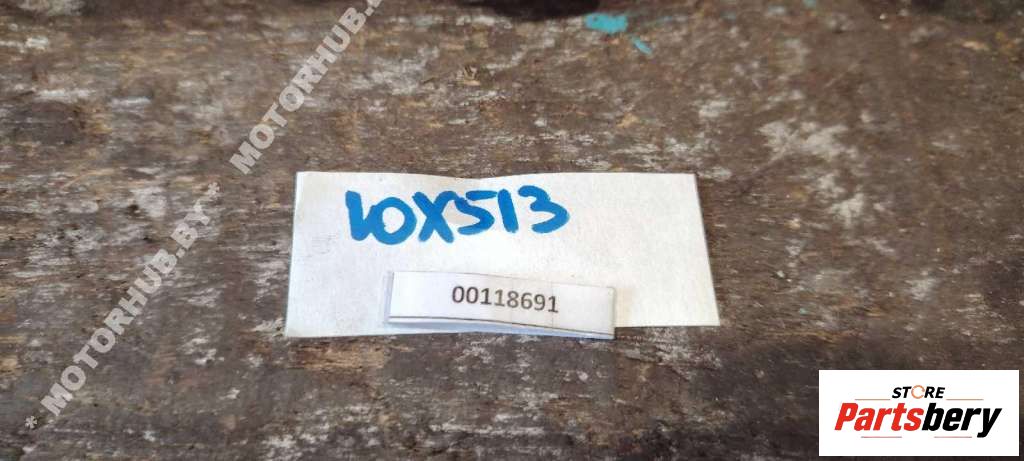 * MOTORHUB.BY * MOTORHUB.BY
10X513
00118691
STORE
Partsbery